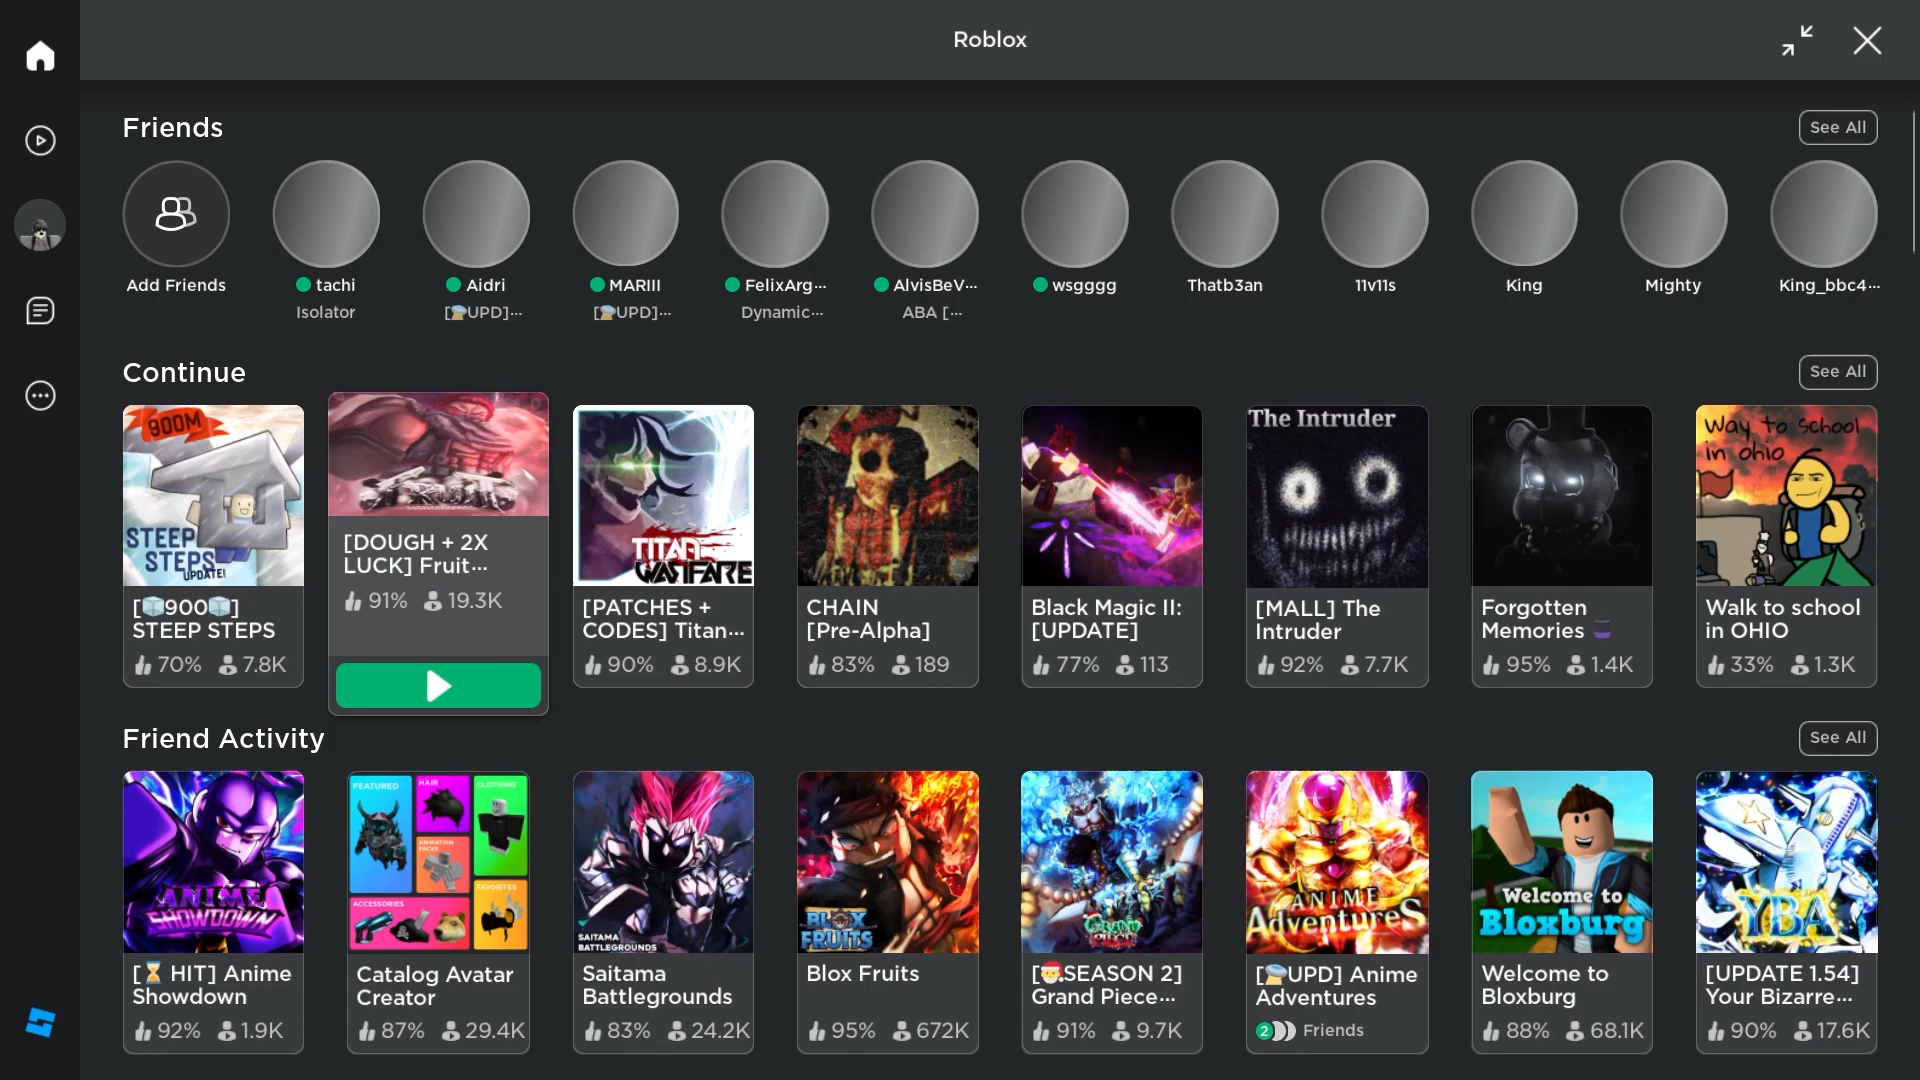 Roblox
Friends
See All
Add Friends
tachi
Aidri
MARIII
FelixArg...
AlvisBeV...
wsgggg
Thatb3an
11v11s
King
Mighty
King_bbc4...
Isolator
[UPD]...
[UPD]...
Dynamic...
ABA [...
Continue
See All
900M
STEEP
STEPS
UPDATE!
[🧊900🧊]
STEEP STEPS
70% 7.8K
[DOUGH + 2X
LUCK] Fruit...
91% 19.3K
TITAN
WARFARE
[PATCHES +
CODES] Titan...
90% 8.9K
CHAIN
[Pre-Alpha]
83% 189
Black Magic II:
[UPDATE]
77% 113
The Intruder
[MALL] The
Intruder
92% 7.7K
Forgotten
Memories
95% 1.4K
Way to school
in ohio
Walk to school
in OHIO
33% 1.3K
Friend Activity
See All
ANIME
SHOWDOWN
[⏳ HIT] Anime
Showdown
92% 1.9K
FEATURED
HAIR
CLOTHING
ANIMATION
PACKS
FAVORITES
ACCESSORIES
Catalog Avatar
Creator
87% 29.4K
SAITAMA
BATTLEGROUNDS
Saitama
Battlegrounds
83% 24.2K
BLOX
FRUITS
Blox Fruits
95% 672K
GRAND
PIECE
[🎅SEASON 2]
Grand Piece...
91% 9.7K
ANIME
Adventures
[UPD] Anime
Adventures
2 Friends
Welcome to
Bloxburg
Welcome to
Bloxburg
88% 68.1K
YBA
[UPDATE 1.54]
Your Bizarre...
90% 17.6K